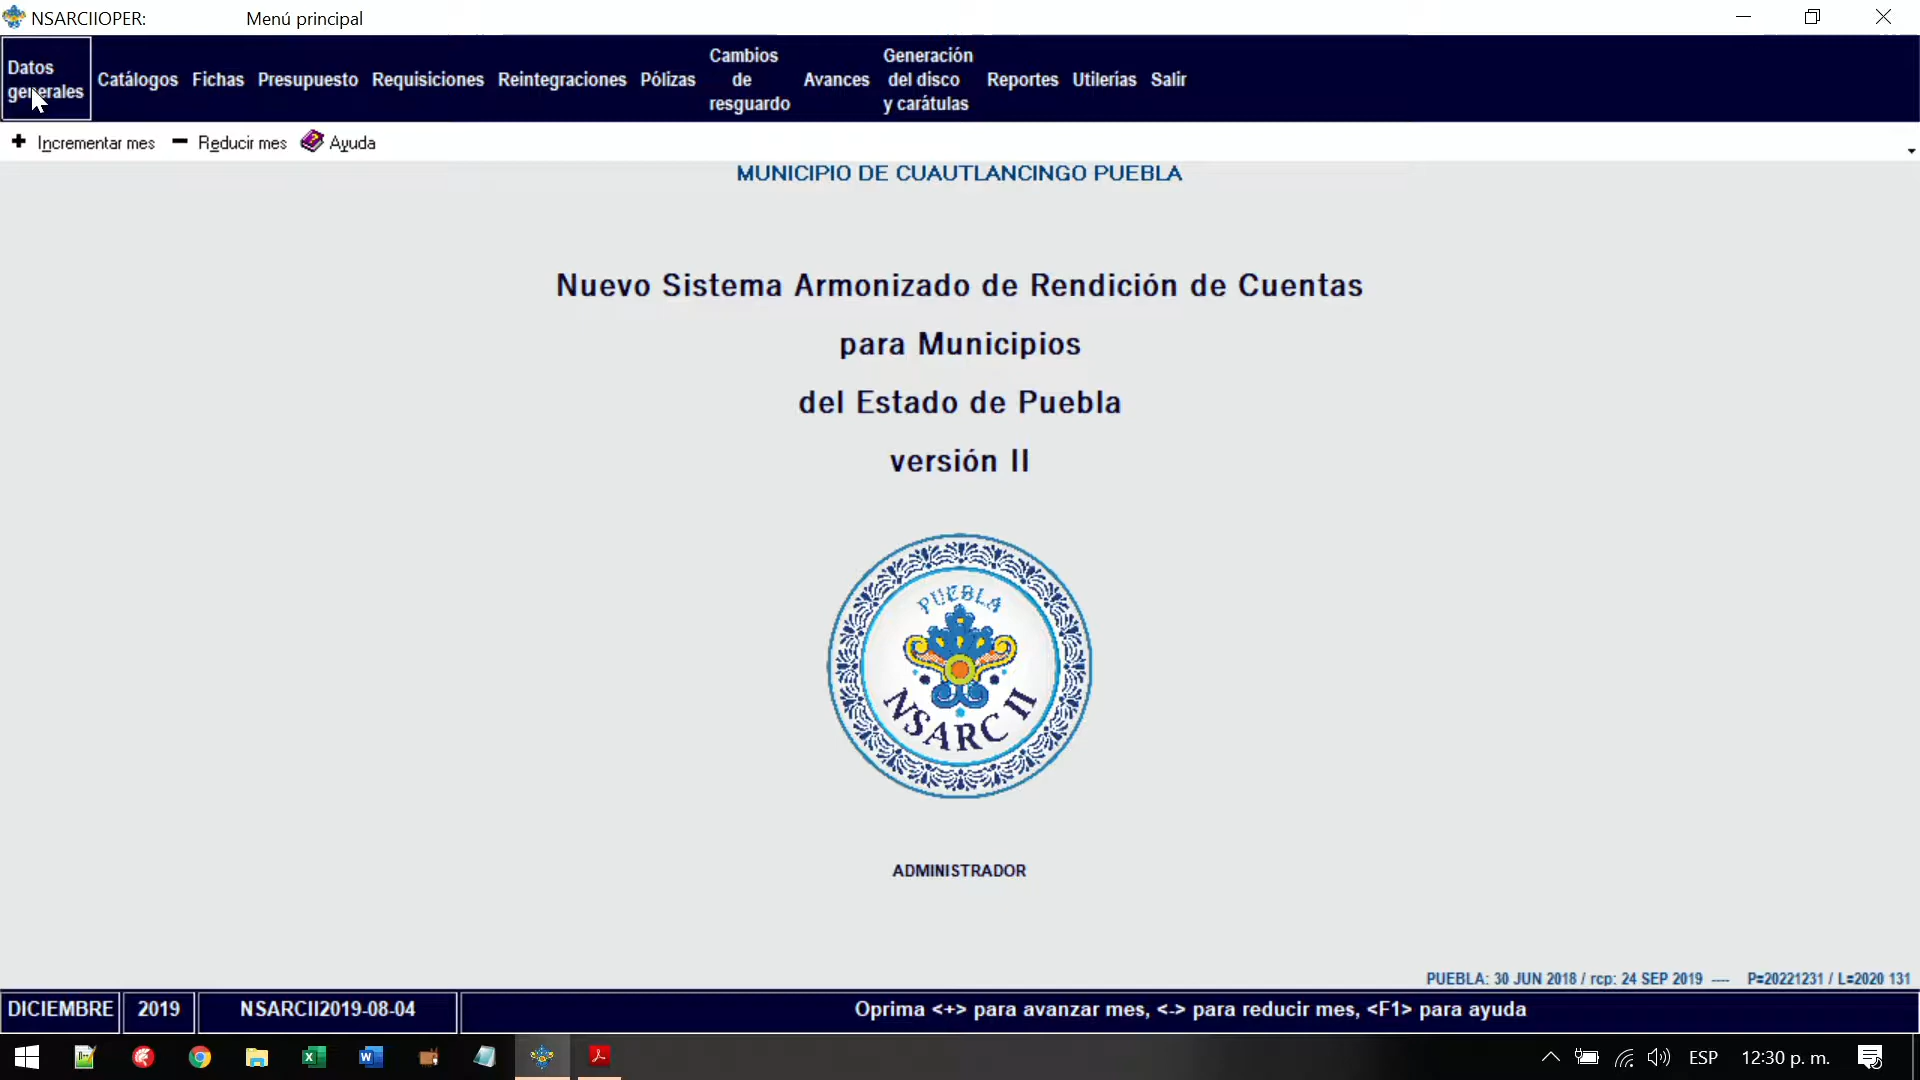 NSARCIIOPER: Menú principal
Datos generales Catálogos Fichas Presupuesto Requisiciones Reintegraciones Pólizas Cambios de resguardo Avances Generación del disco y carátulas Reportes Utilerías Salir
+ Incrementar mes - Reducir mes Ayuda
MUNICIPIO DE CUAUTLANCINGO PUEBLA
Nuevo Sistema Armonizado de Rendición de Cuentas
para Municipios
del Estado de Puebla
versión II
PUEBLA
NSARC II
ADMINISTRADOR
PUEBLA: 30 JUN 2018 / rcp: 24 SEP 2019 ---- P=20221231 / L=2020 131
DICIEMBRE 2019 NSARCII2019-08-04 Oprima <+> para avanzar mes, <-> para reducir mes, <F1> para ayuda
ESP 12:30 p. m.